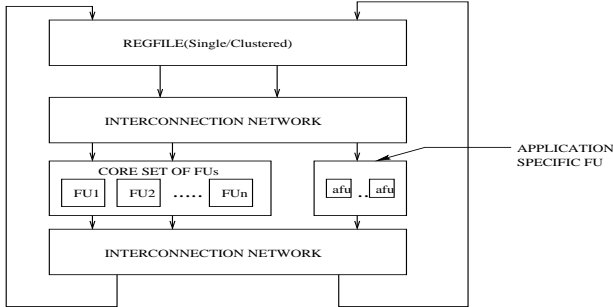 REGFILE(Single/Clustered)
INTERCONNECTION NETWORK
CORE SET OF FUs
FU1 FU2 ..... FUn
afu .. afu
APPLICATION
SPECIFIC FU
INTERCONNECTION NETWORK